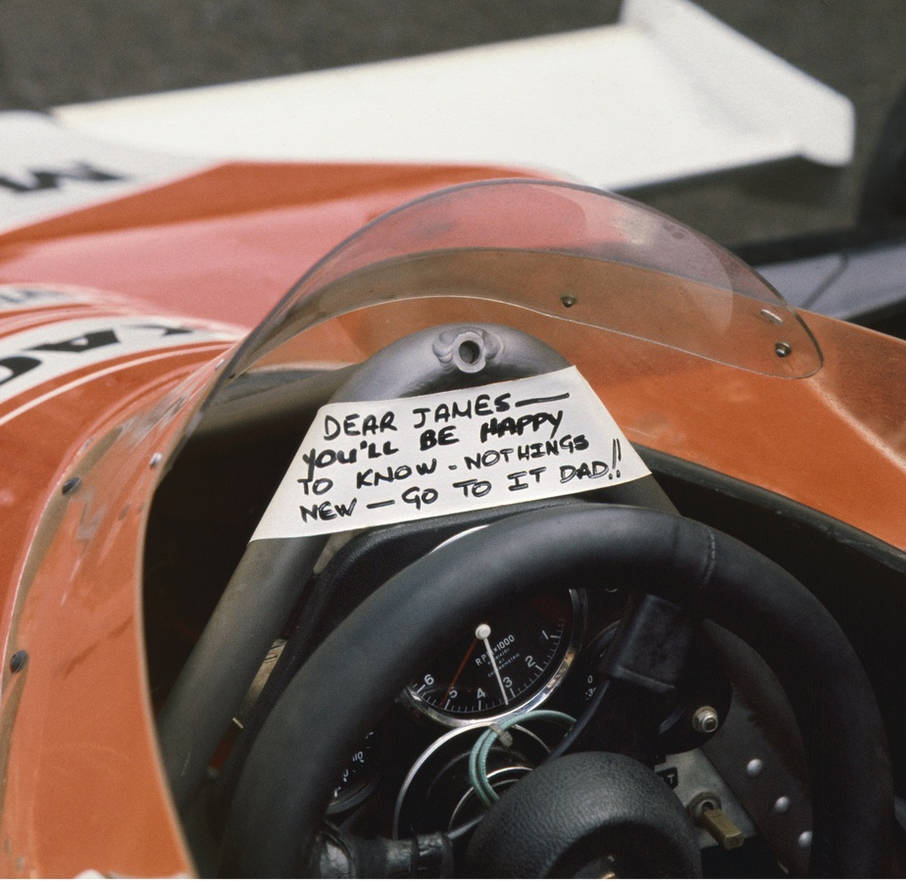 DEAR JAMES—
YOU'LL BE HAPPY
TO KNOW - NOTHINGS
NEW — GO TO IT DAD!!
RPM x1000
1
2
3
4
5
6
M